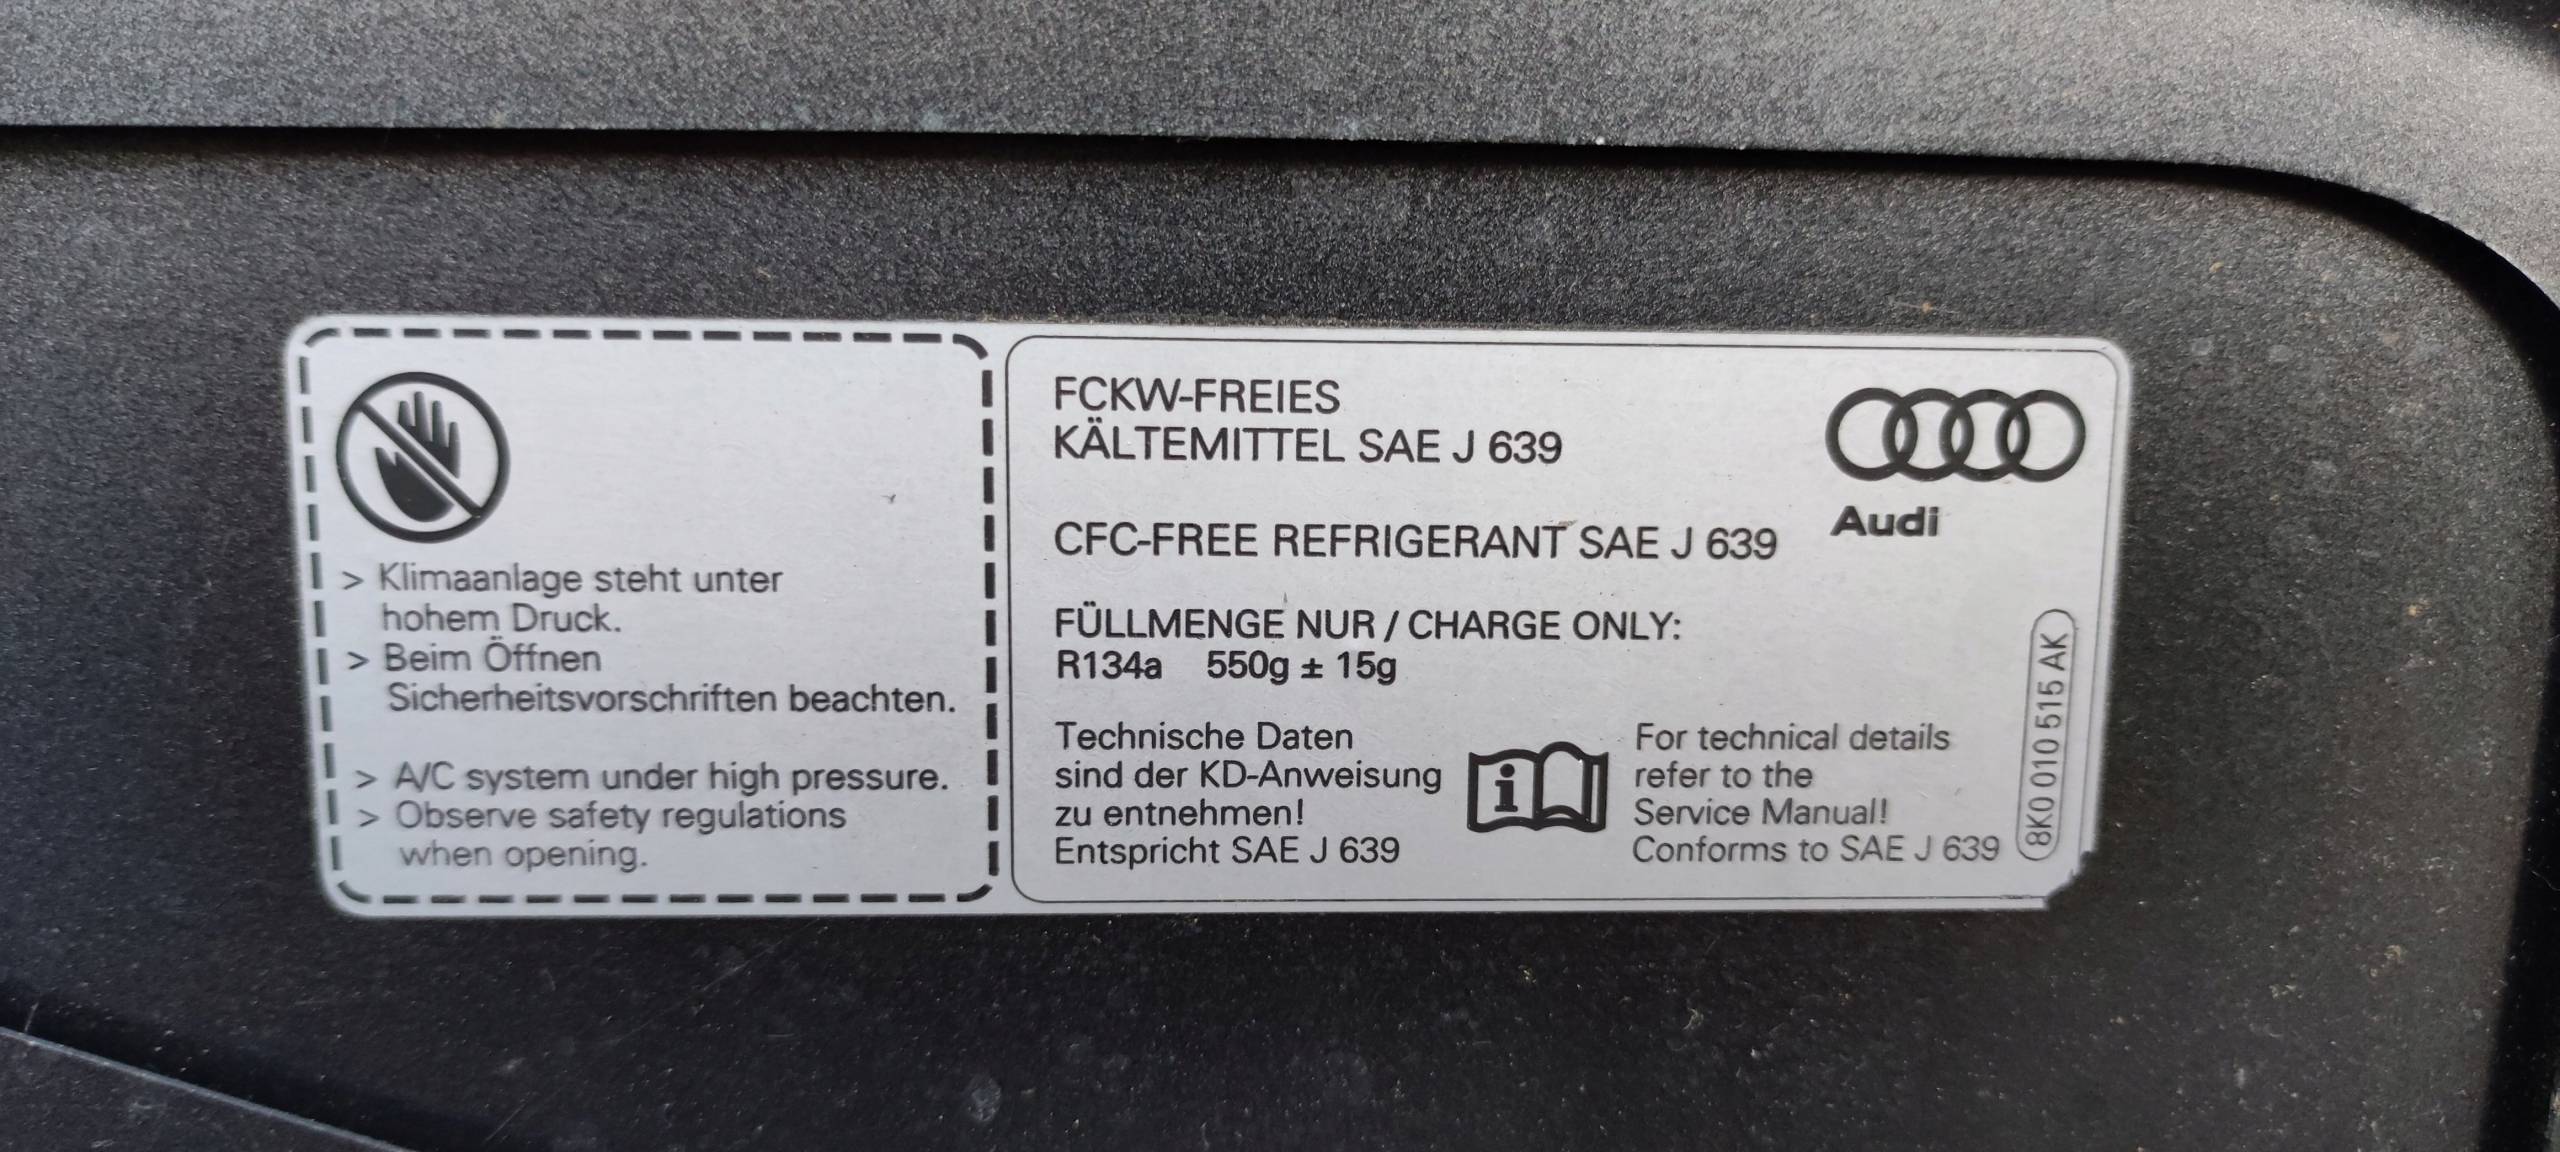 > Klimaanlage steht unter
hohem Druck.
> Beim Öffnen
Sicherheitsvorschriften beachten.
> A/C system under high pressure.
> Observe safety regulations
when opening.
FCKW-FREIES
KÄLTEMITTEL SAE J 639
CFC-FREE REFRIGERANT SAE J 639
Audi
FÜLLMENGE NUR / CHARGE ONLY:
R134a 550g ± 15g
Technische Daten
sind der KD-Anweisung
zu entnehmen!
Entspricht SAE J 639
i
For technical details
refer to the
Service Manual!
Conforms to SAE J 639
8K0 010 515 AK